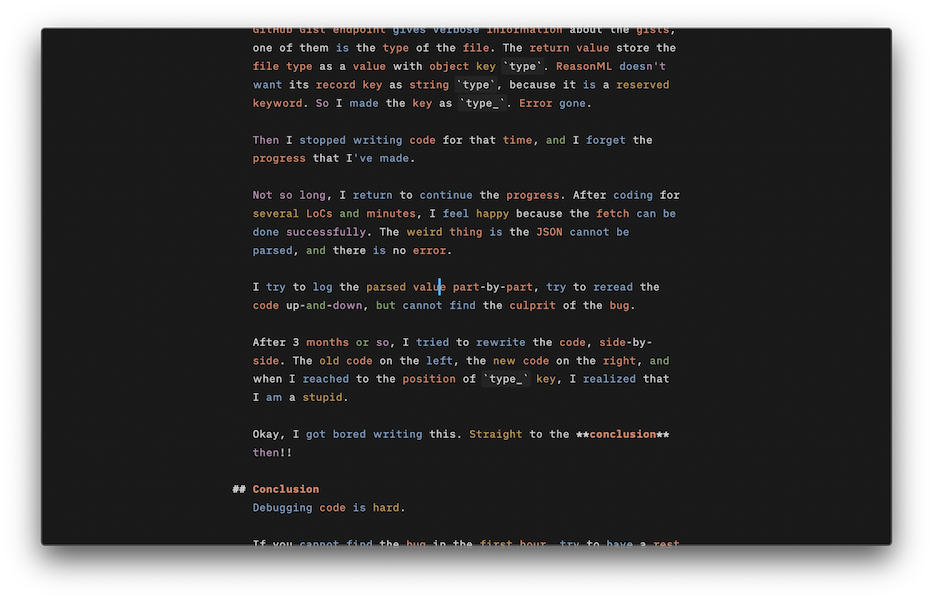 GitHub Gist endpoint gives verbose information about the gists,
one of them is the type of the file. The return value store the
file type as a value with object key `type`. ReasonML doesn't
want its record key as string `type`, because it is a reserved
keyword. So I made the key as `type_`. Error gone.
Then I stopped writing code for that time, and I forget the
progress that I've made.
Not so long, I return to continue the progress. After coding for
several LoCs and minutes, I feel happy because the fetch can be
done successfully. The weird thing is the JSON cannot be
parsed, and there is no error.
I try to log the parsed value part-by-part, try to reread the
code up-and-down, but cannot find the culprit of the bug.
After 3 months or so, I tried to rewrite the code, side-by-
side. The old code on the left, the new code on the right, and
when I reached to the position of `type_` key, I realized that
I am a stupid.
Okay, I got bored writing this. Straight to the **conclusion**
then!!
## Conclusion
Debugging code is hard.
If you cannot find the bug in the first hour, try to have a rest